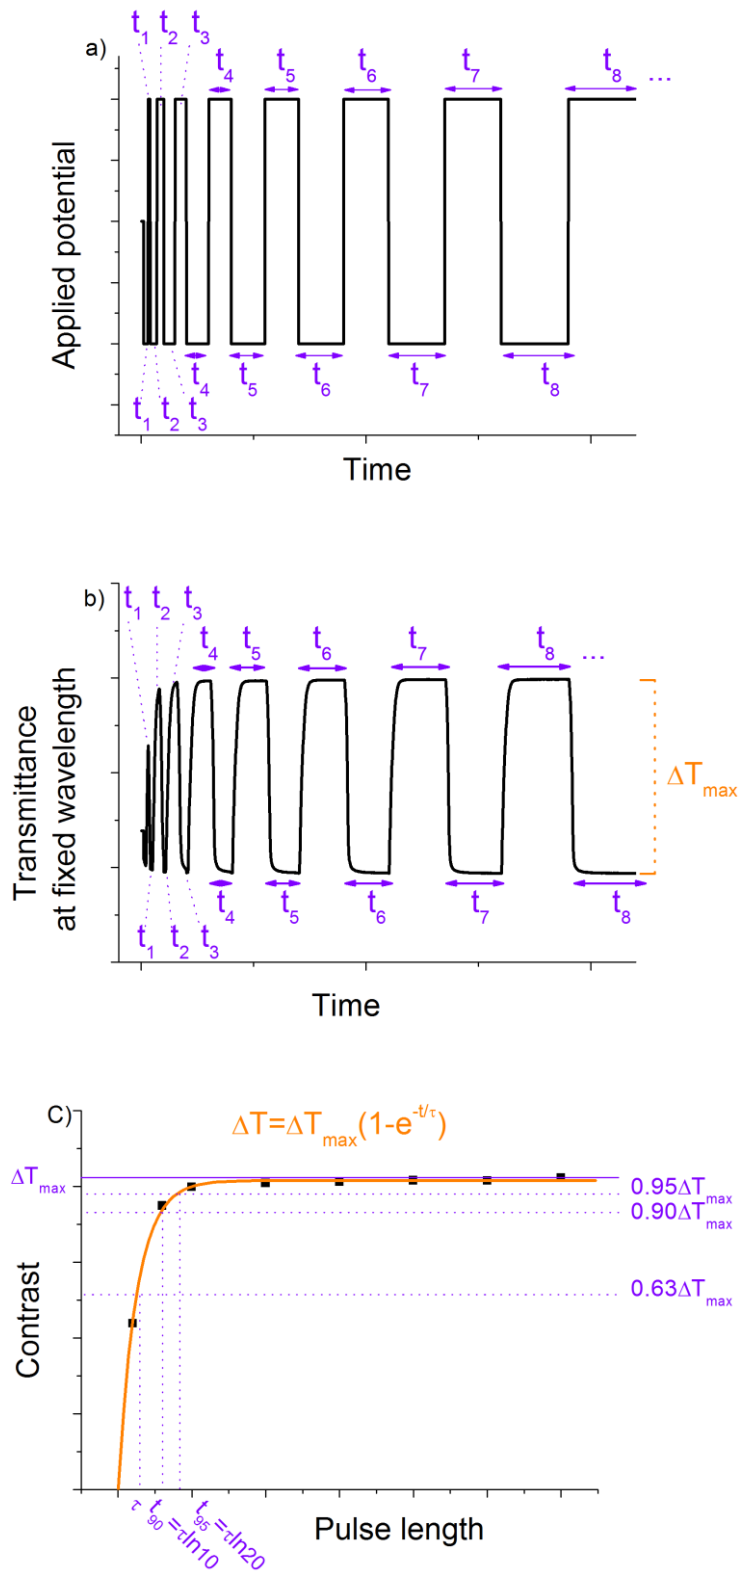 a)
t₁ t₂ t₃ t₄ t₅ t₆ t₇ t₈ ...
Applied potential
t₁ t₂ t₃ t₄ t₅ t₆ t₇ t₈
Time
b)
t₁ t₂ t₃ t₄ t₅ t₆ t₇ t₈ ...
Transmittance
at fixed wavelength
ΔTₘₐₓ
t₁ t₂ t₃ t₄ t₅ t₆ t₇ t₈
Time
C)
ΔT=ΔTₘₐₓ(1-e^-t/τ)
ΔTₘₐₓ
0.95ΔTₘₐₓ
0.90ΔTₘₐₓ
0.63ΔTₘₐₓ
Contrast
τ
t₉₀=τln10
t₉₅=τln20
Pulse length